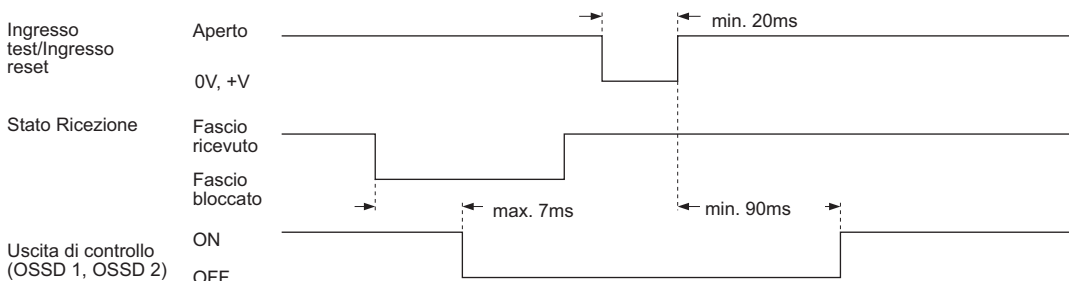 Ingresso
test/Ingresso
reset
Aperto
0V, +V
min. 20ms
Stato Ricezione
Fascio
ricevuto
Fascio
bloccato
max. 7ms
min. 90ms
Uscita di controllo
(OSSD 1, OSSD 2)
ON
OFF